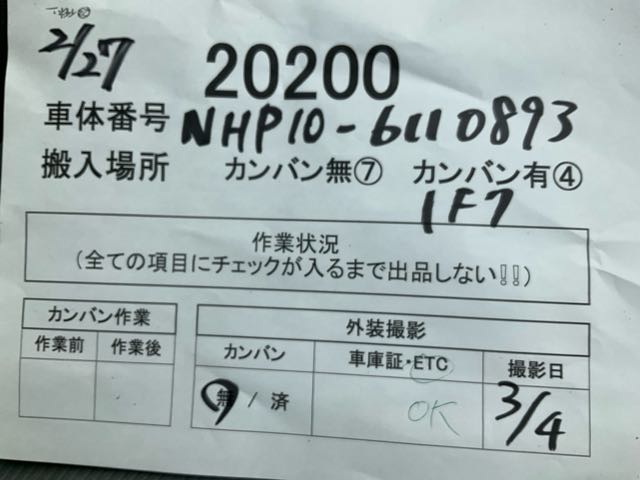 2/27
20200
車体番号 NHP10-6110893
搬入場所 カンバン無⑦ カンバン有④
1F7
作業状況
(全ての項目にチェックが入るまで出品しない!!)
カンバン作業
作業前 作業後
外装撮影
カンバン 車庫証・ETC 撮影日
無 / 済 OK 3/4